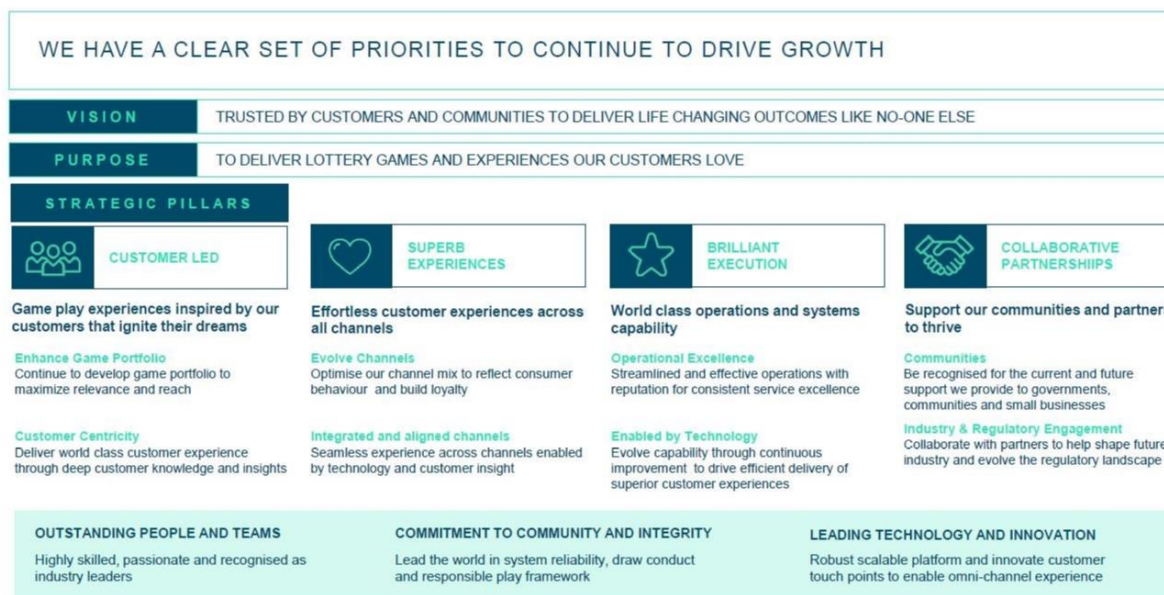 WE HAVE A CLEAR SET OF PRIORITIES TO CONTINUE TO DRIVE GROWTH
VISION
TRUSTED BY CUSTOMERS AND COMMUNITIES TO DELIVER LIFE CHANGING OUTCOMES LIKE NO-ONE ELSE
PURPOSE
TO DELIVER LOTTERY GAMES AND EXPERIENCES OUR CUSTOMERS LOVE
STRATEGIC PILLARS
CUSTOMER LED
Game play experiences inspired by our
customers that ignite their dreams
Enhance Game Portfolio
Continue to develop game portfolio to
maximize relevance and reach
Customer Centricity
Deliver world class customer experience
through deep customer knowledge and insights
SUPERB
EXPERIENCES
Effortless customer experiences across
all channels
Evolve Channels
Optimise our channel mix to reflect consumer
behaviour and build loyalty
Integrated and aligned channels
Seamless experience across channels enabled
by technology and customer insight
BRILLIANT
EXECUTION
World class operations and systems
capability
Operational Excellence
Streamlined and effective operations with
reputation for consistent service excellence
Enabled by Technology
Evolve capability through continuous
improvement to drive efficient delivery of
superior customer experiences
COLLABORATIVE
PARTNERSHIIPS
Support our communities and partner
to thrive
Communities
Be recognised for the current and future
support we provide to governments,
communities and small businesses
Industry & Regulatory Engagement
Collaborate with partners to help shape future
industry and evolve the regulatory landscape
OUTSTANDING PEOPLE AND TEAMS
Highly skilled, passionate and recognised as
industry leaders
COMMITMENT TO COMMUNITY AND INTEGRITY
Lead the world in system reliability, draw conduct
and responsible play framework
LEADING TECHNOLOGY AND INNOVATION
Robust scalable platform and innovate customer
touch points to enable omni-channel experience